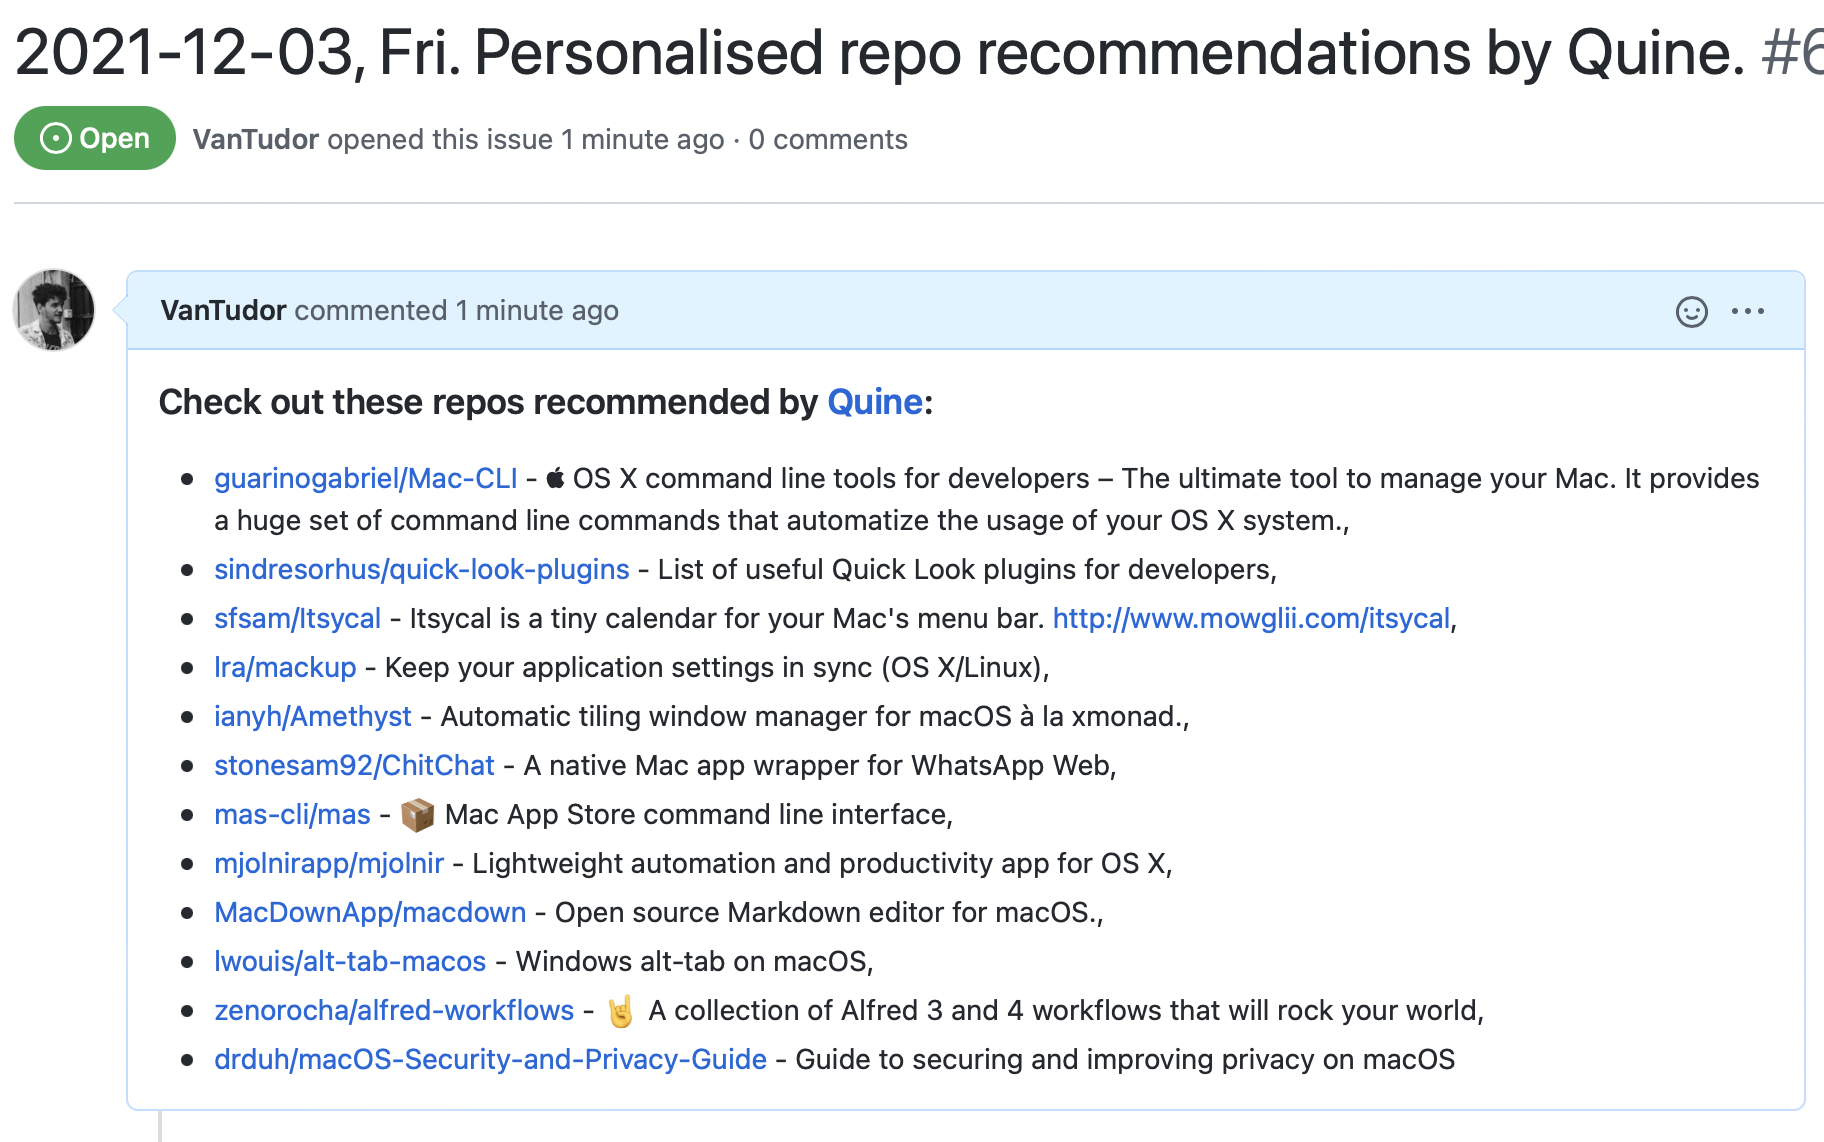 2021-12-03, Fri. Personalised repo recommendations by Quine. #6
Open
VanTudor opened this issue 1 minute ago · 0 comments
VanTudor commented 1 minute ago
Check out these repos recommended by Quine:
guarinogabriel/Mac-CLI -  OS X command line tools for developers – The ultimate tool to manage your Mac. It provides
a huge set of command line commands that automatize the usage of your OS X system.,
sindresorhus/quick-look-plugins - List of useful Quick Look plugins for developers,
sfsam/Itsycal - Itsycal is a tiny calendar for your Mac's menu bar. http://www.mowglii.com/itsycal,
lra/mackup - Keep your application settings in sync (OS X/Linux),
ianyh/Amethyst - Automatic tiling window manager for macOS à la xmonad.,
stonesam92/ChitChat - A native Mac app wrapper for WhatsApp Web,
mas-cli/mas - 📦 Mac App Store command line interface,
mjolnirapp/mjolnir - Lightweight automation and productivity app for OS X,
MacDownApp/macdown - Open source Markdown editor for macOS.,
lwouis/alt-tab-macos - Windows alt-tab on macOS,
zenorocha/alfred-workflows - 🤘 A collection of Alfred 3 and 4 workflows that will rock your world,
drduh/macOS-Security-and-Privacy-Guide - Guide to securing and improving privacy on macOS